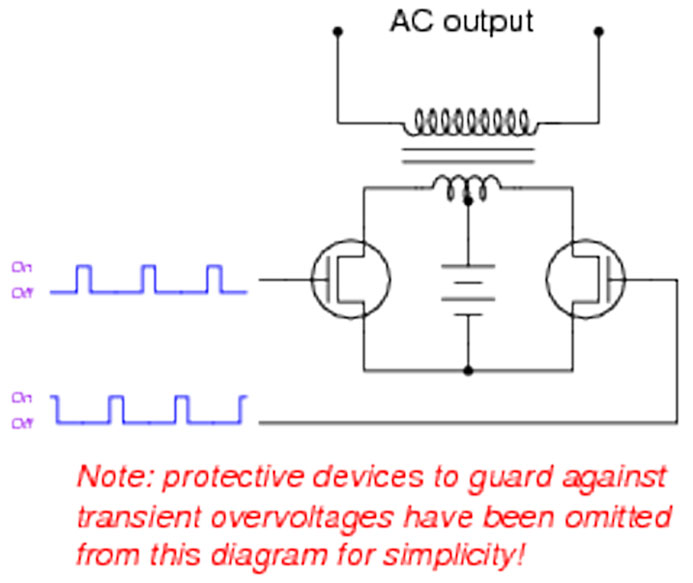 AC output
On
Off
On
Off
Note: protective devices to guard against
transient overvoltages have been omitted
from this diagram for simplicity!